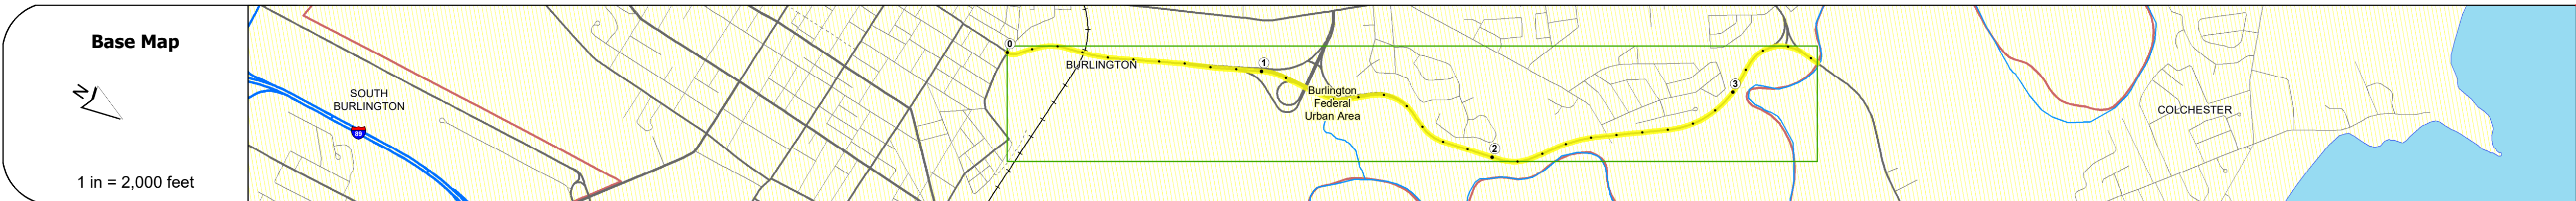 Base Map
N
1 in = 2,000 feet
SOUTH
BURLINGTON
89
0
BURLINGTON
1
Burlington
Federal
Urban Area
2
3
COLCHESTER